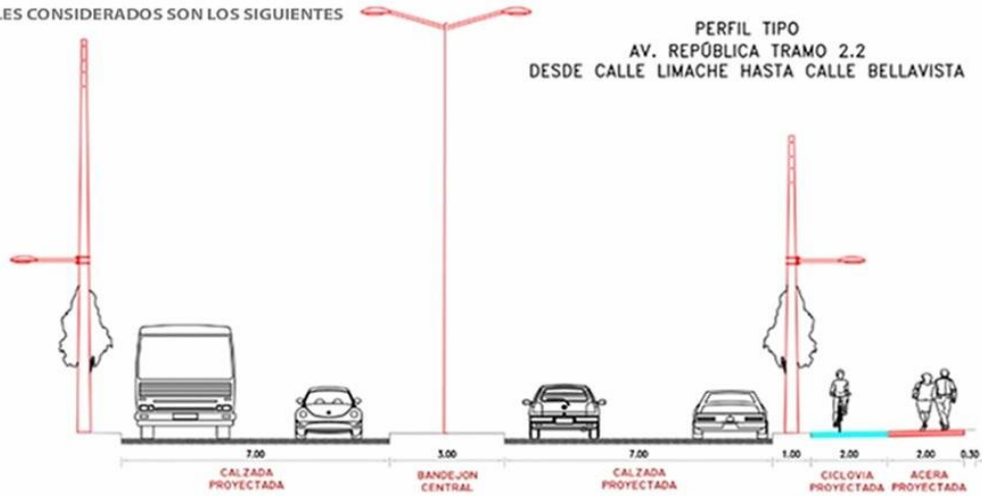 LES CONSIDERADOS SON LOS SIGUIENTES
PERFIL TIPO
AV. REPÚBLICA TRAMO 2.2
DESDE CALLE LIMACHE HASTA CALLE BELLAVISTA
7.00 3.00 7.00 1.00 2.00 2.00 0.30
CALZADA PROYECTADA
BANDEJON CENTRAL
CALZADA PROYECTADA
CICLOVIA PROYECTADA
ACERA PROYECTADA